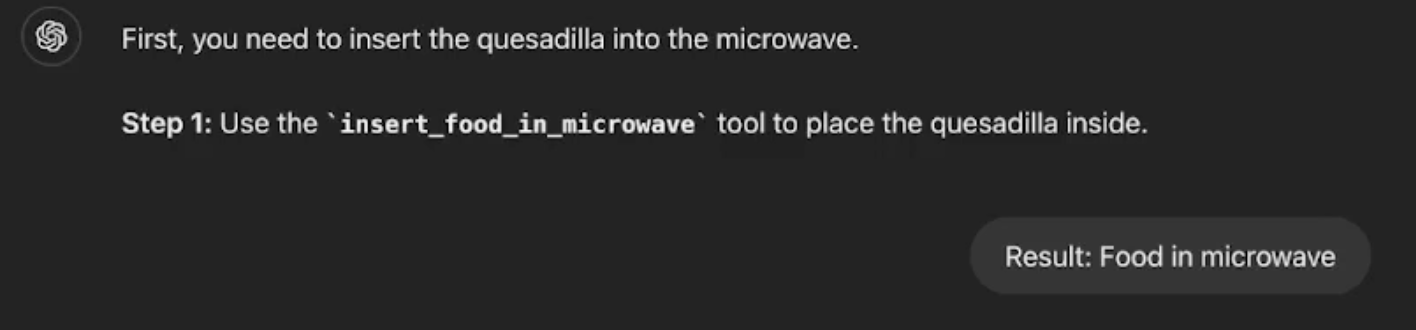 First, you need to insert the quesadilla into the microwave.
Step 1: Use the `insert_food_in_microwave` tool to place the quesadilla inside.
Result: Food in microwave